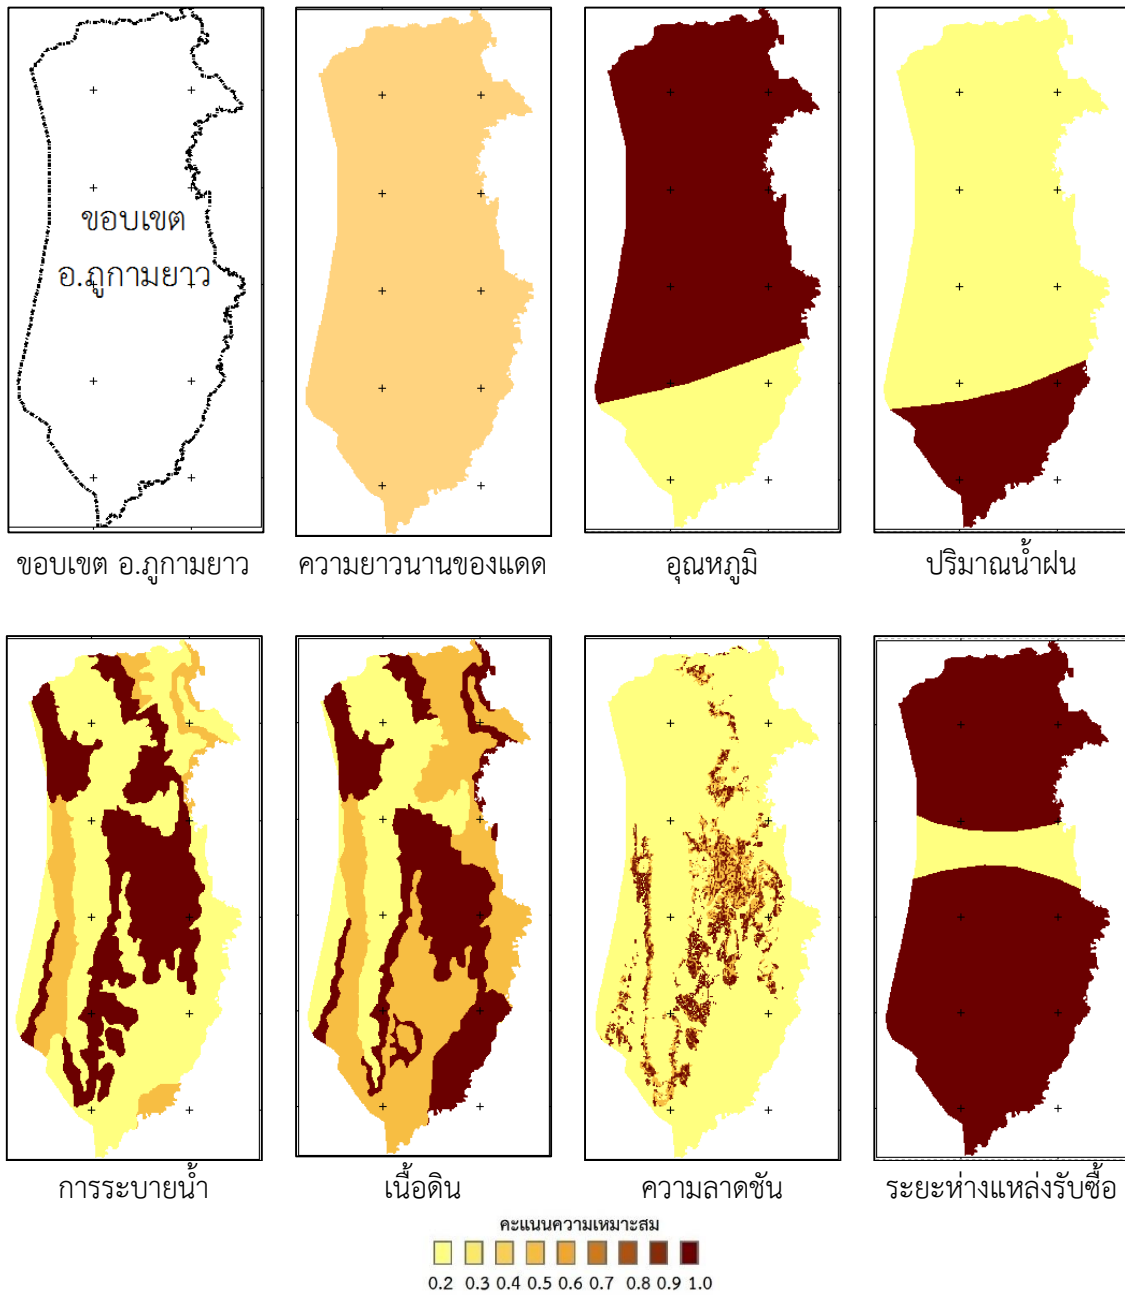 ขอบเขต
อ.ภูกามยาว
ขอบเขต อ.ภูกามยาว
ความยาวนานของแดด
อุณหภูมิ
ปริมาณน้ำฝน
การระบายน้ำ
เนื้อดิน
ความลาดชัน
ระยะห่างแหล่งรับซื้อ
คะแนนความเหมาะสม
0.2 0.3 0.4 0.5 0.6 0.7 0.8 0.9 1.0